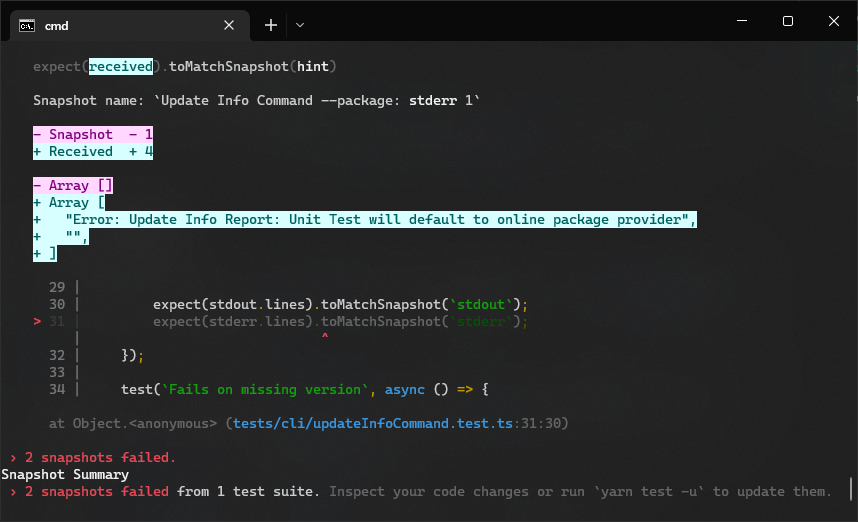 cmd
expect(received).toMatchSnapshot(hint)
Snapshot name: `Update Info Command --package: stderr 1`
- Snapshot  - 1
+ Received  + 4
- Array []
+ Array [
+   "Error: Update Info Report: Unit Test will default to online package provider",
+   "",
+ ]
29 |
30 |         expect(stdout.lines).toMatchSnapshot(`stdout`);
> 31 |         expect(stderr.lines).toMatchSnapshot(`stderr`);
|                              ^
32 |     });
33 |
34 |     test(`Fails on missing version`, async () => {
at Object.<anonymous> (tests/cli/updateInfoCommand.test.ts:31:30)
› 2 snapshots failed.
Snapshot Summary
› 2 snapshots failed from 1 test suite. Inspect your code changes or run `yarn test -u` to update them.